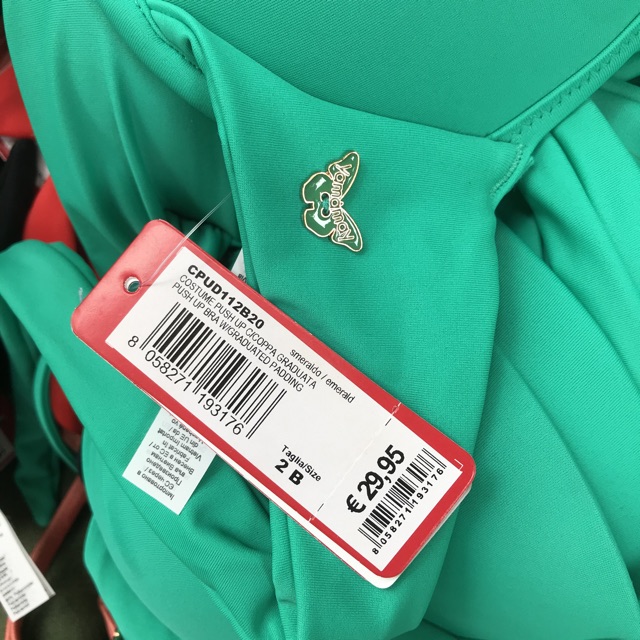 Yamamay
CPUD112B20
COSTUME PUSH UP C/COPPA GRADUATA
PUSH UP BRA W/GRADUATED PADDING
smeraldo / emerald
8 058271 193176
Taglia/Size
2 B
€ 29,95
8 058271 193176